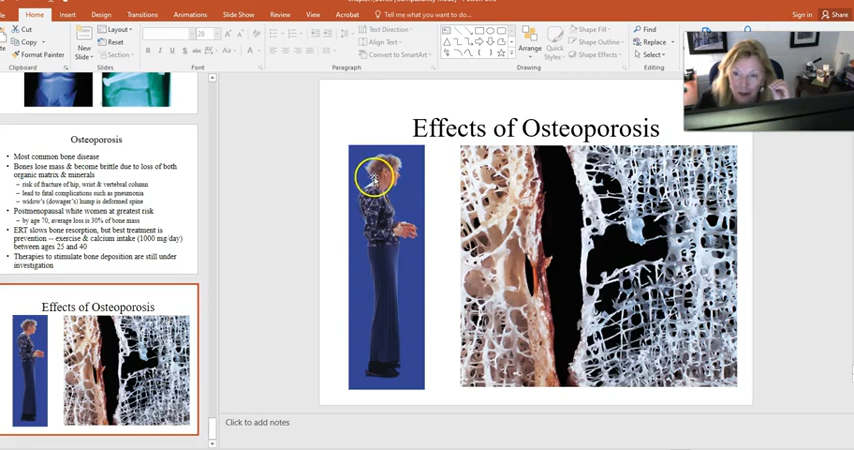 Home Insert Design Transitions Animations Slide Show Review View Acrobat Tell me what you want to do... Sign in Share
Cut
Copy
Format Painter
Clipboard
New
Slide
Layout
Reset
Slides
B I U S abc
Font
Paragraph
Text Direction
Align Text
Convert to SmartArt
Arrange
Quick
Styles
Shape Fill
Shape Outline
Shape Effects
Drawing
Find
Replace
Select
Editing
Osteoporosis
• Most common bone disease
• Bones lose mass & become brittle due to loss of both
organic matrix & minerals
– risk of fracture of hip, wrist & vertebral column
– lead to fatal complications such as pneumonia
– widow's (dowager's) hump is deformed spine
• Postmenopausal white women at greatest risk
– by age 70, average loss is 30% of bone mass
• ERT slows bone resorption, but best treatment is
prevention -- exercise & calcium intake (1000 mg/day)
between ages 25 and 40
• Therapies to stimulate bone deposition are still under
investigation
Effects of Osteoporosis
Effects of Osteoporosis
Click to add notes